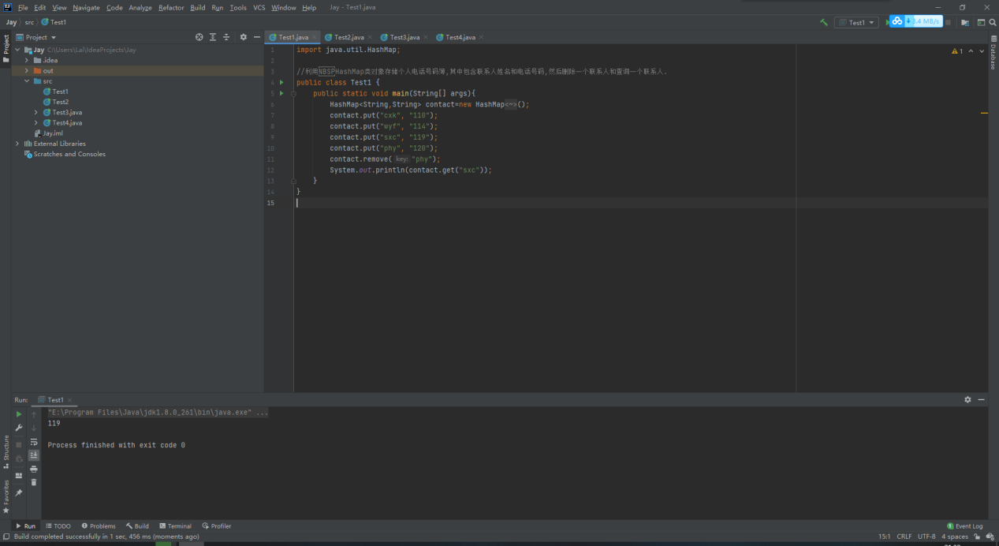 File Edit View Navigate Code Analyze Refactor Build Run Tools VCS Window Help Jay - Test1.java
Jay src Test1
Test1
3.4 MB/s
Project
Test1.java Test2.java Test3.java Test4.java
Jay C:\Users\Lai\IdeaProjects\Jay
.idea
out
src
Test1
Test2
Test3.java
Test4.java
Jay.iml
External Libraries
Scratches and Consoles
1 import java.util.HashMap;
2
3 //利用NBSPHashMap类对象存储个人电话号码簿,其中包含联系人姓名和电话号码,然后删除一个联系人和查询一个联系人.
4 public class Test1 {
5 public static void main(String[] args){
6 HashMap<String,String> contact=new HashMap<~>();
7 contact.put("cxk", "110");
8 contact.put("wyf", "114");
9 contact.put("sxc", "119");
10 contact.put("phy", "120");
11 contact.remove( key: "phy");
12 System.out.println(contact.get("sxc"));
13 }
14 }
15
1
Project
Database
Structure
Favorites
Run: Test1
"E:\Program Files\Java\jdk1.8.0_261\bin\java.exe" ...
119
Process finished with exit code 0
Run TODO Problems Build Terminal Profiler
1 Event Log
Build completed successfully in 1 sec, 456 ms (moments ago)
15:1 CRLF UTF-8 4 spaces